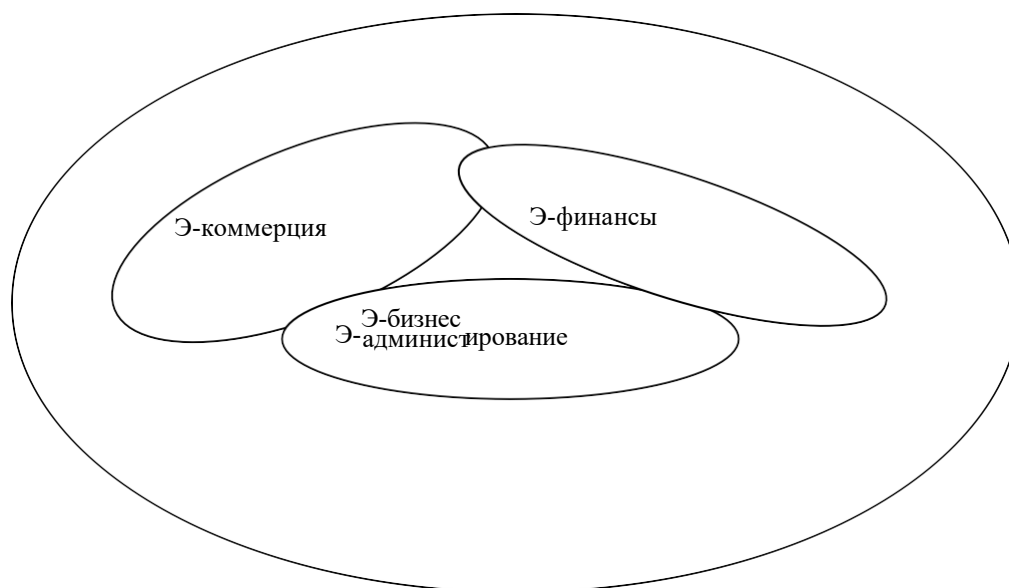 Э-финансы
Э-коммерция
Э-бизнес
Э-админист ирование